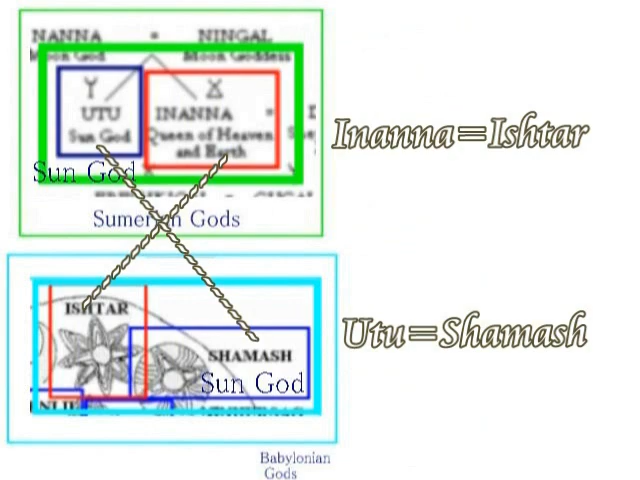 NANNA = NINGAL
Moon God Moon Goddess
UTU INANNA =
Sun God Queen of Heaven
and Earth
Sun God
Sumerian Gods
Inanna=Ishtar
ISHTAR
SHAMASH
Sun God
Utu=Shamash
Babylonian
Gods